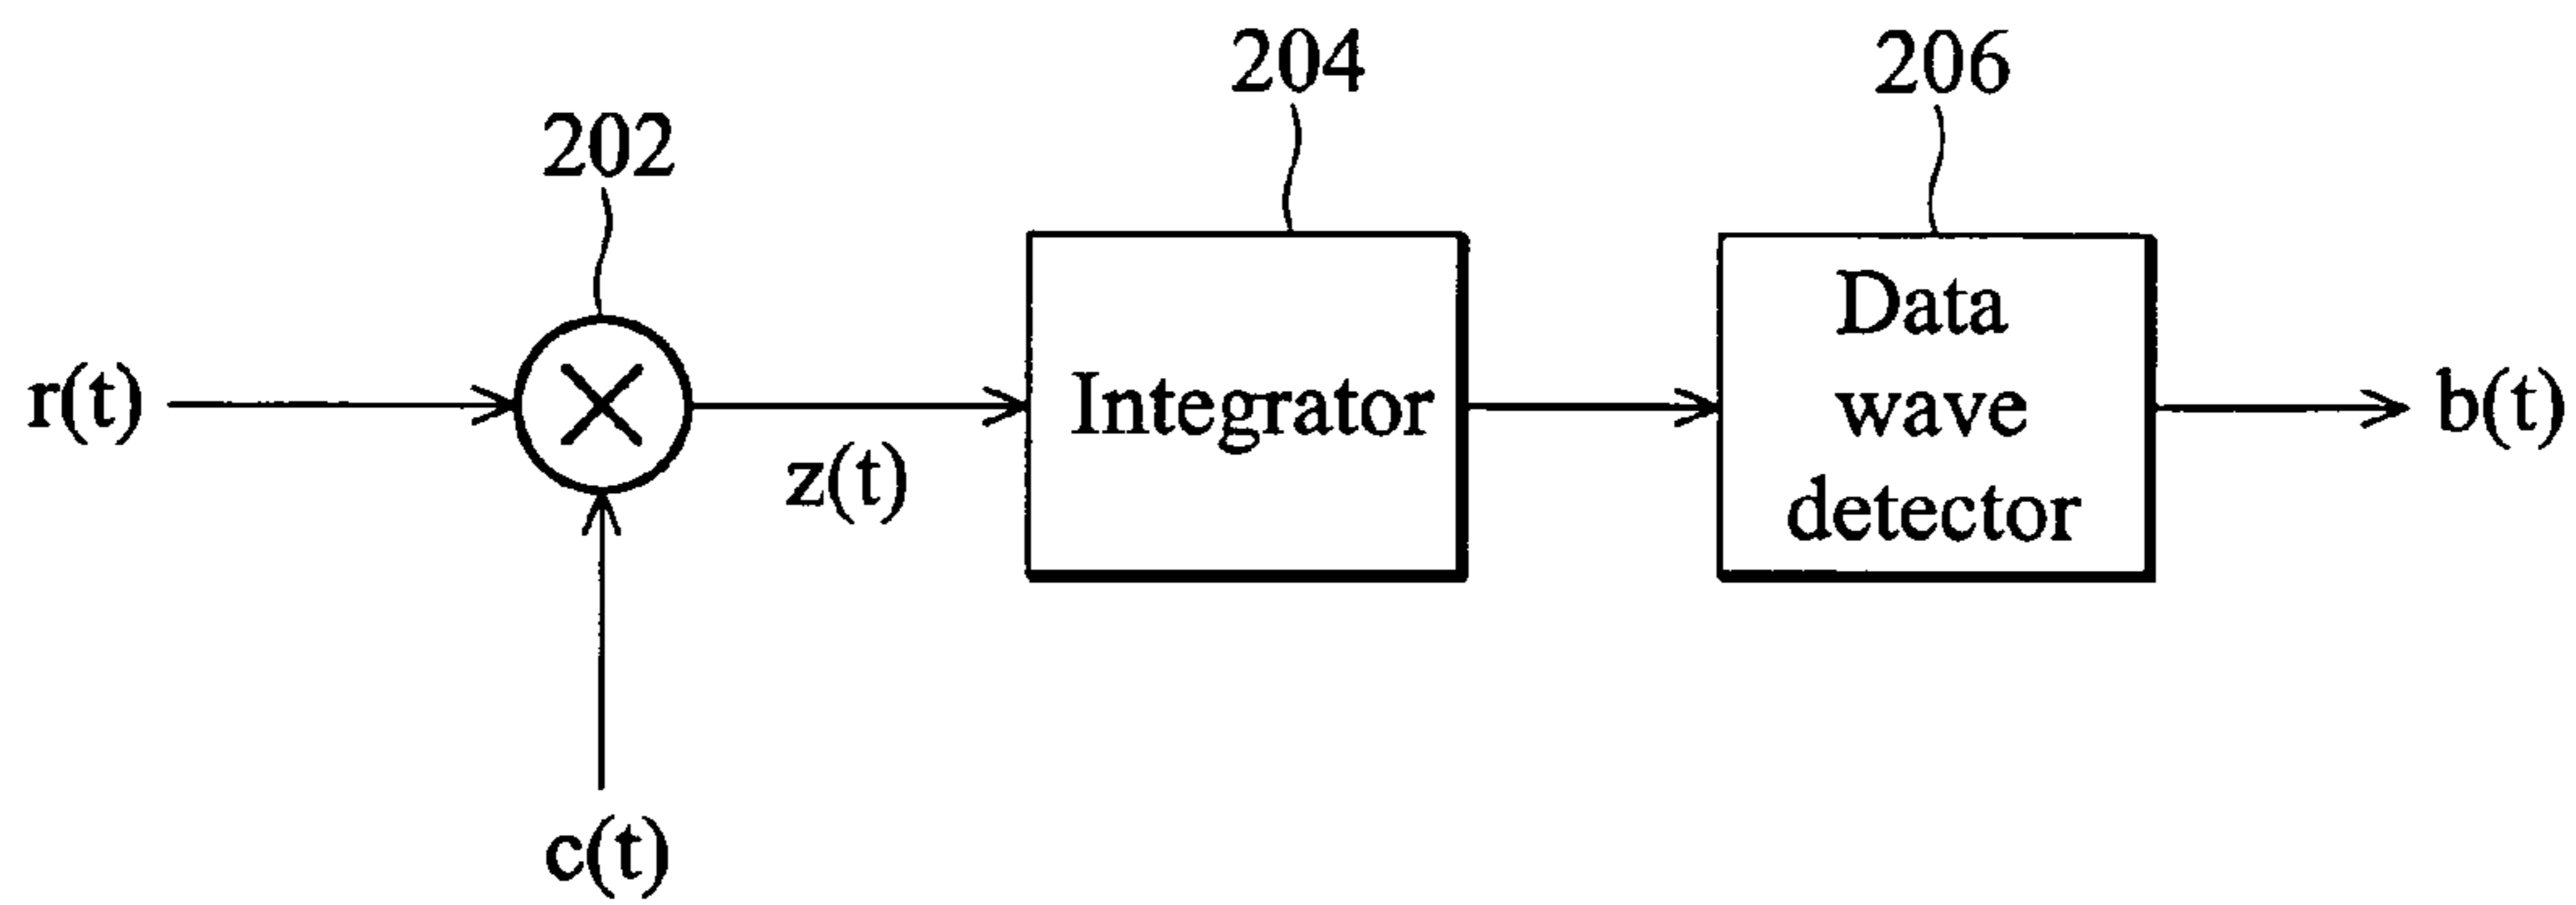 204
206
202
r(t)
z(t)
Integrator
Data
wave
detector
b(t)
c(t)